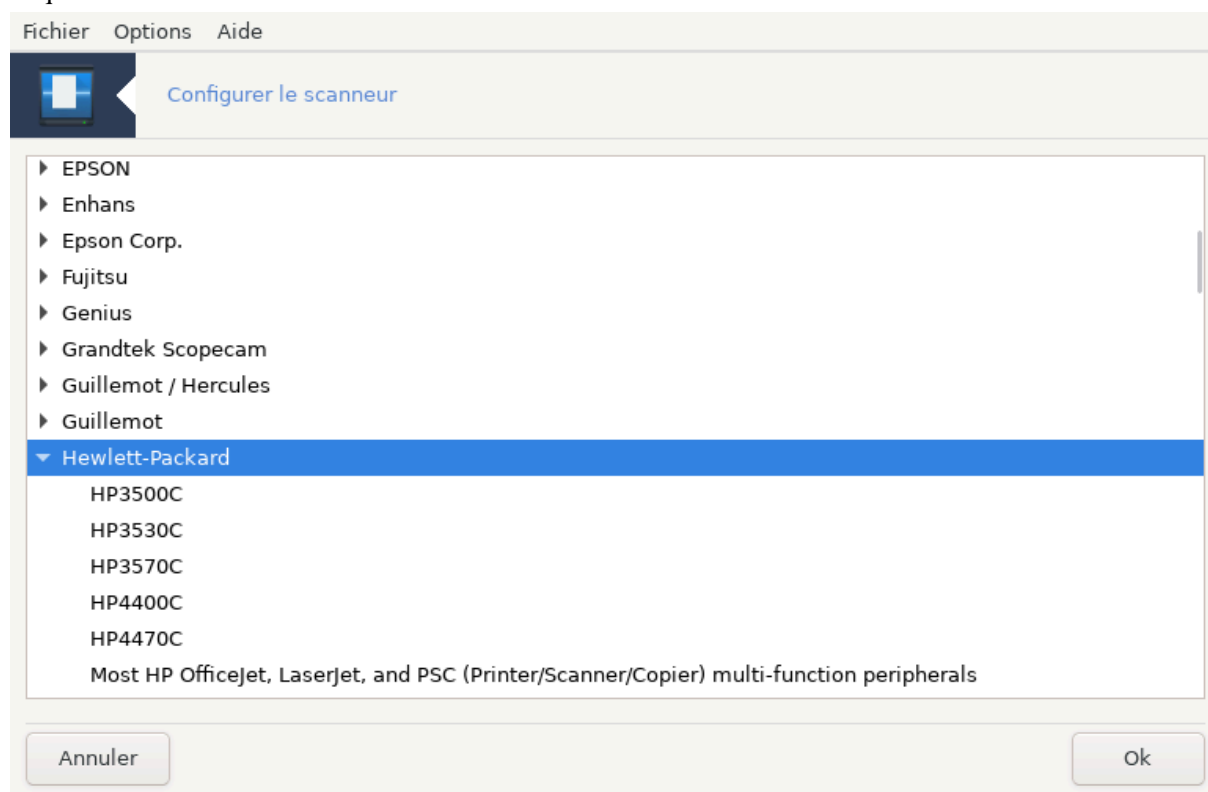 Fichier Options Aide
Configurer le scanneur
EPSON
Enhans
Epson Corp.
Fujitsu
Genius
Grandtek Scopecam
Guillemot / Hercules
Guillemot
Hewlett-Packard
HP3500C
HP3530C
HP3570C
HP4400C
HP4470C
Most HP OfficeJet, LaserJet, and PSC (Printer/Scanner/Copier) multi-function peripherals
Annuler Ok